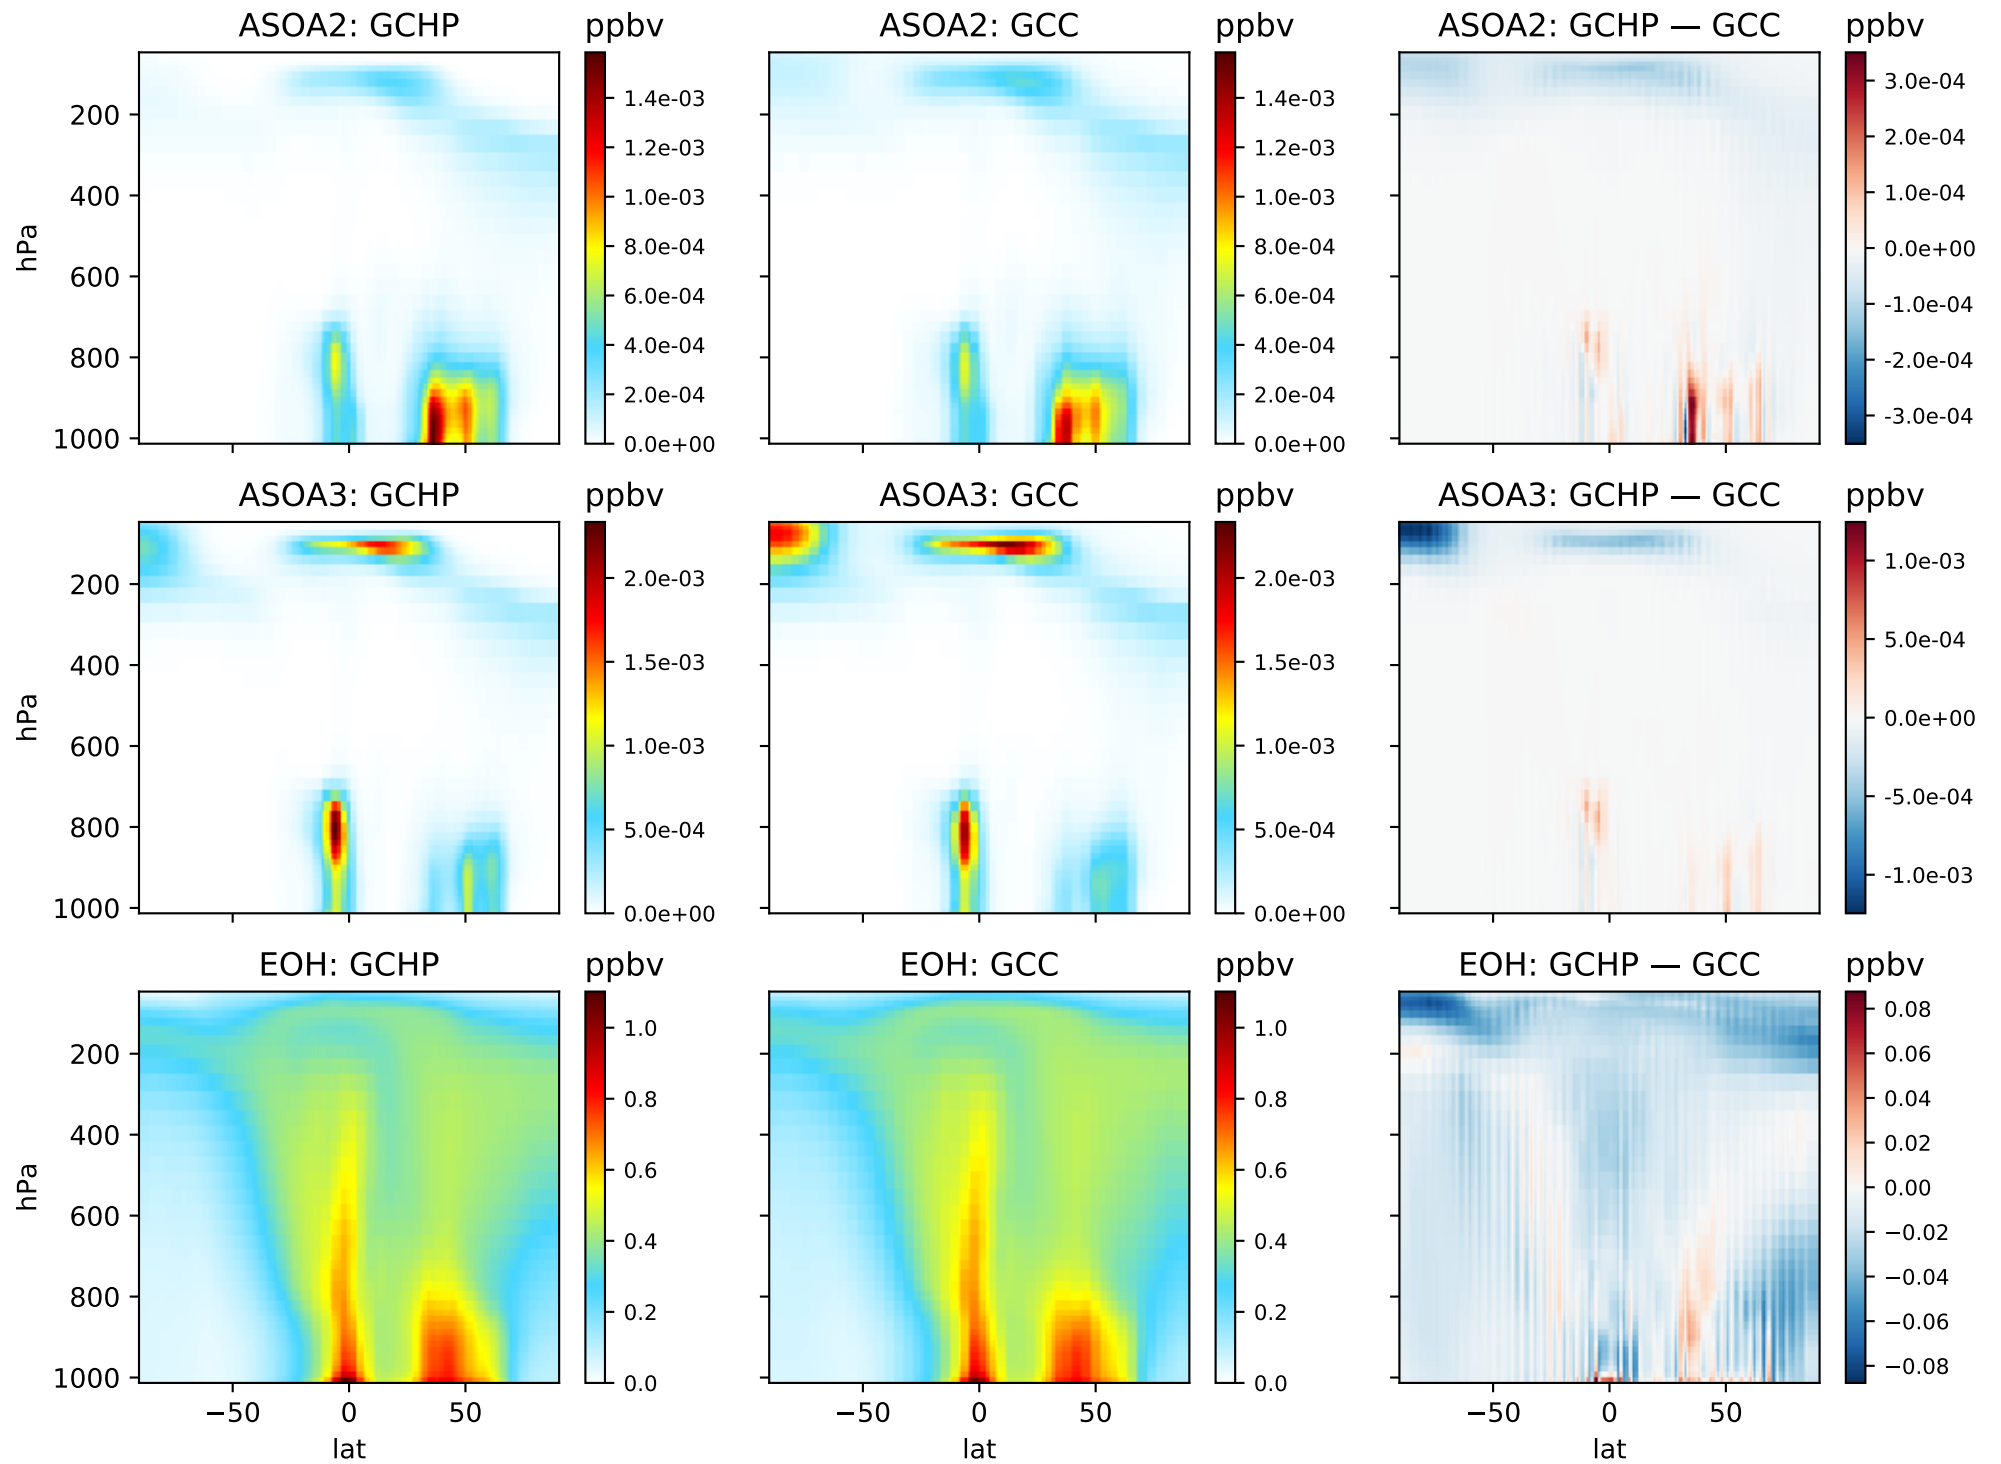 ASOA2: GCHP ppbv ASOA2: GCC ppbv ASOA2: GCHP — GCC ppbv
hPa
200
400
600
800
1000
1.4e-03
1.2e-03
1.0e-03
8.0e-04
6.0e-04
4.0e-04
2.0e-04
0.0e+00
1.4e-03
1.2e-03
1.0e-03
8.0e-04
6.0e-04
4.0e-04
2.0e-04
0.0e+00
3.0e-04
2.0e-04
1.0e-04
0.0e+00
-1.0e-04
-2.0e-04
-3.0e-04
ASOA3: GCHP ppbv ASOA3: GCC ppbv ASOA3: GCHP — GCC ppbv
hPa
200
400
600
800
1000
2.0e-03
1.5e-03
1.0e-03
5.0e-04
0.0e+00
2.0e-03
1.5e-03
1.0e-03
5.0e-04
0.0e+00
1.0e-03
5.0e-04
0.0e+00
-5.0e-04
-1.0e-03
EOH: GCHP ppbv EOH: GCC ppbv EOH: GCHP — GCC ppbv
hPa
200
400
600
800
1000
1.0
0.8
0.6
0.4
0.2
0.0
1.0
0.8
0.6
0.4
0.2
0.0
0.08
0.06
0.04
0.02
0.00
−0.02
−0.04
−0.06
−0.08
−50 0 50 −50 0 50 −50 0 50
lat lat lat